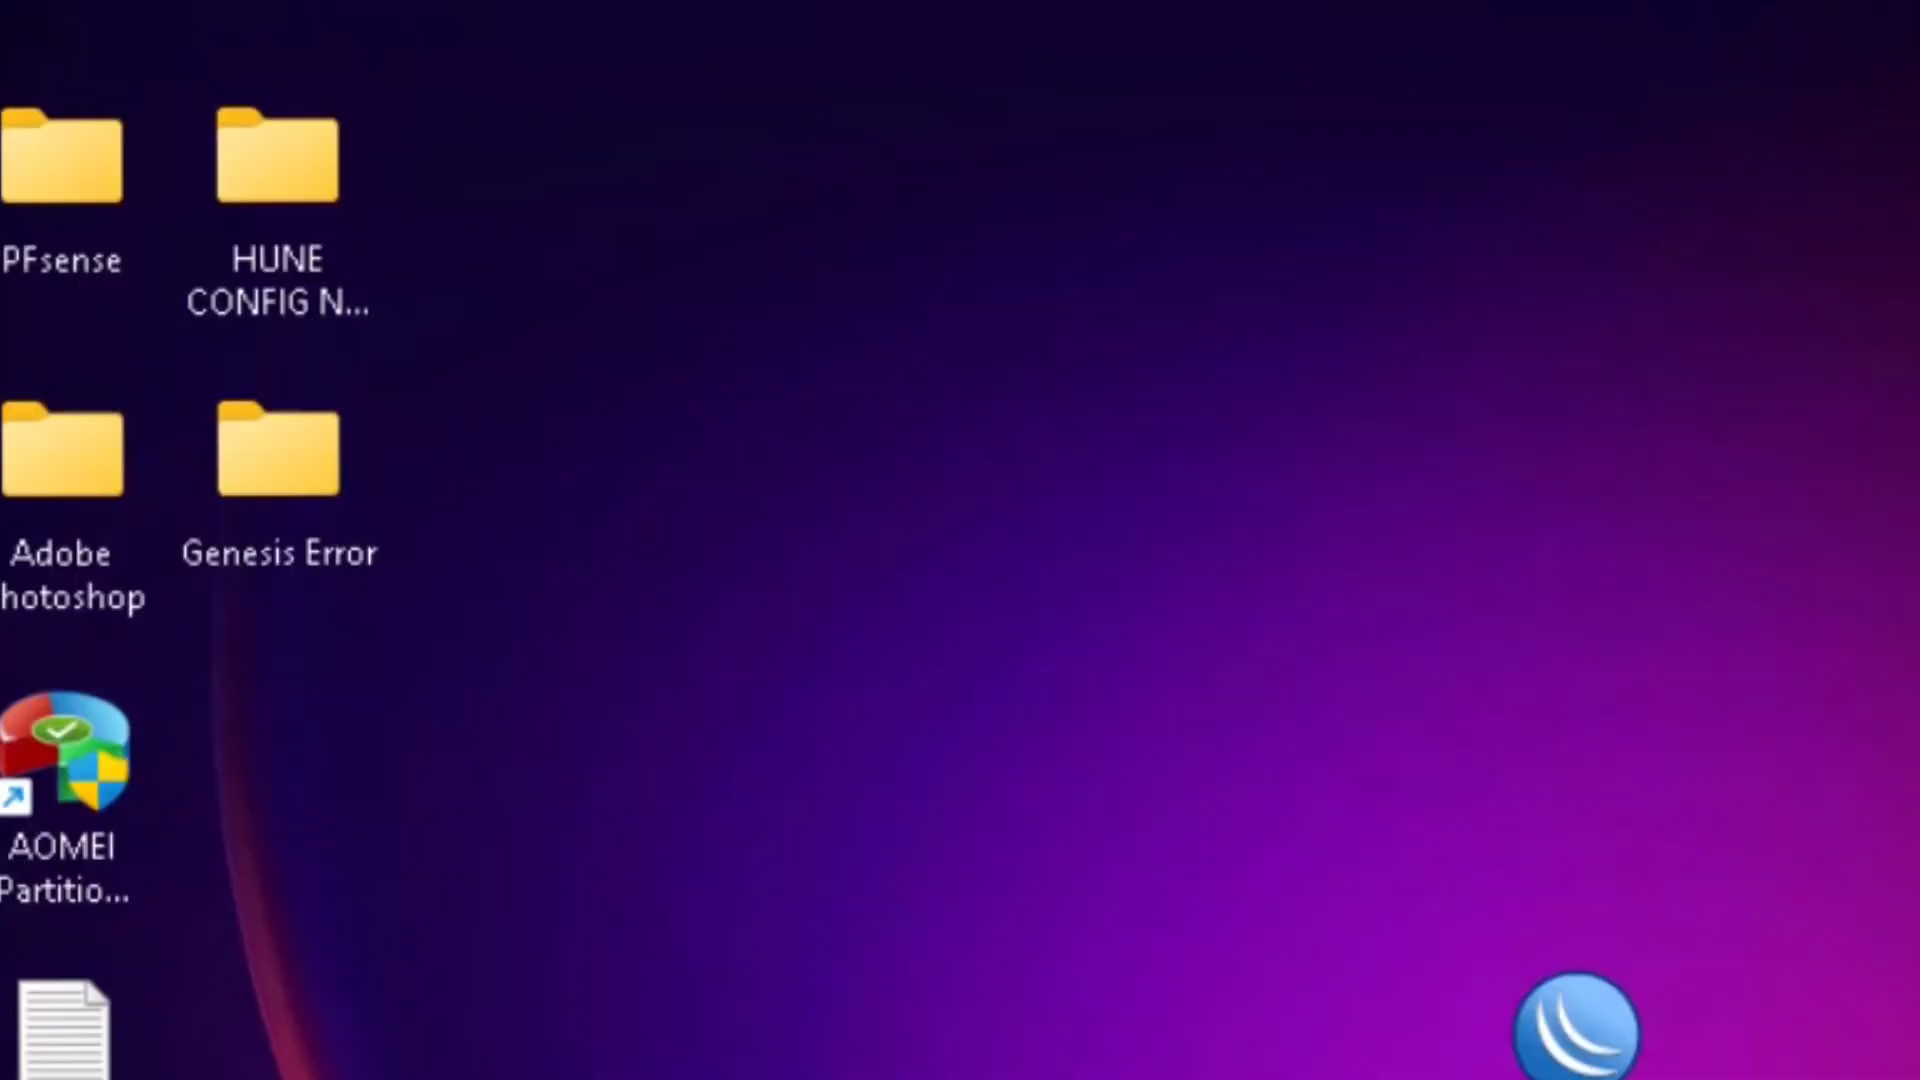 PFsense
HUNE
CONFIG N...
Adobe
hotoshop
Genesis Error
AOMEI
Partitio...